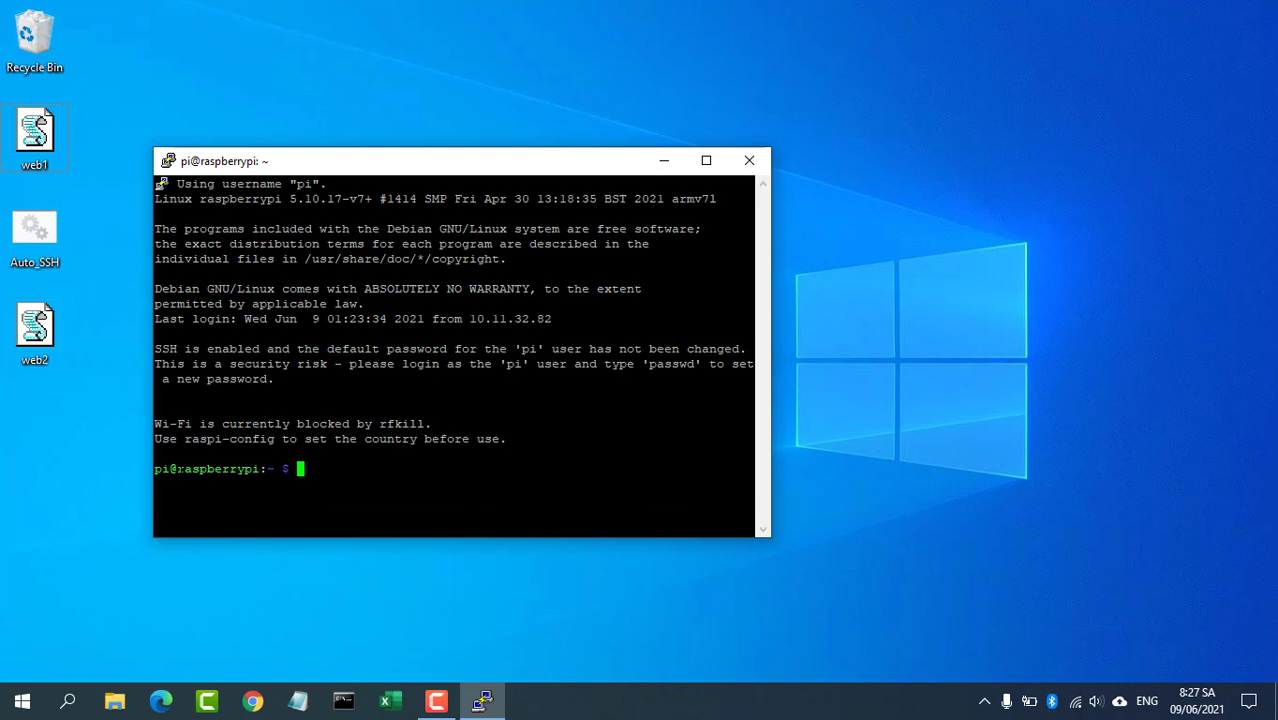 Recycle Bin
web1
Auto_SSH
web2
pi@raspberrypi: ~
Using username "pi".
Linux raspberrypi 5.10.17-v7+ #1414 SMP Fri Apr 30 13:18:35 BST 2021 armv7l
The programs included with the Debian GNU/Linux system are free software;
the exact distribution terms for each program are described in the
individual files in /usr/share/doc/*/copyright.
Debian GNU/Linux comes with ABSOLUTELY NO WARRANTY, to the extent
permitted by applicable law.
Last login: Wed Jun  9 01:23:34 2021 from 10.11.32.82
SSH is enabled and the default password for the 'pi' user has not been changed.
This is a security risk - please login as the 'pi' user and type 'passwd' to set
a new password.
Wi-Fi is currently blocked by rfkill.
Use raspi-config to set the country before use.
pi@raspberrypi:~ $
ENG
8:27 SA
09/06/2021